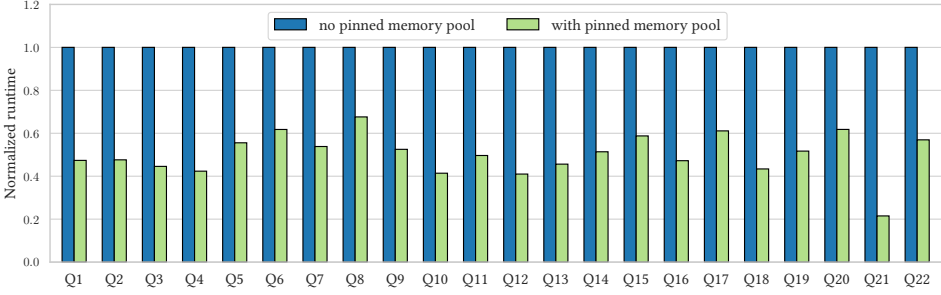 1.2
no pinned memory pool with pinned memory pool
1.0
0.8
0.6
0.4
0.2
0.0
Normalized runtime
Q1 Q2 Q3 Q4 Q5 Q6 Q7 Q8 Q9 Q10 Q11 Q12 Q13 Q14 Q15 Q16 Q17 Q18 Q19 Q20 Q21 Q22